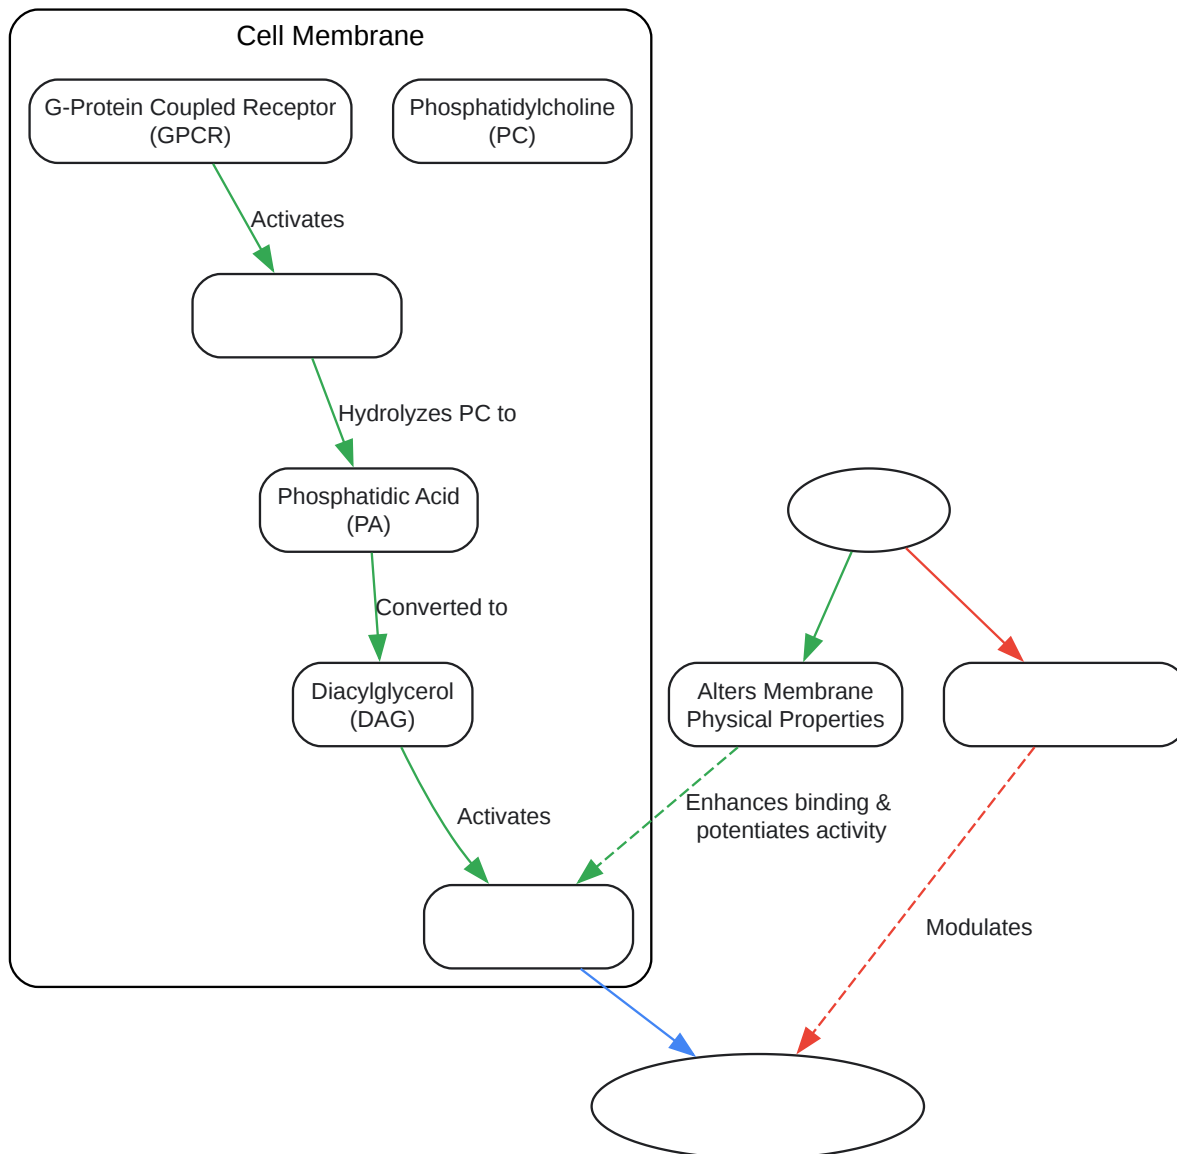 Cell Membrane
G-Protein Coupled Receptor
(GPCR)
Phosphatidylcholine
(PC)
Activates
Hydrolyzes PC to
Phosphatidic Acid
(PA)
Converted to
Diacylglycerol
(DAG)
Alters Membrane
Physical Properties
Activates
Enhances binding &
potentiates activity
Modulates